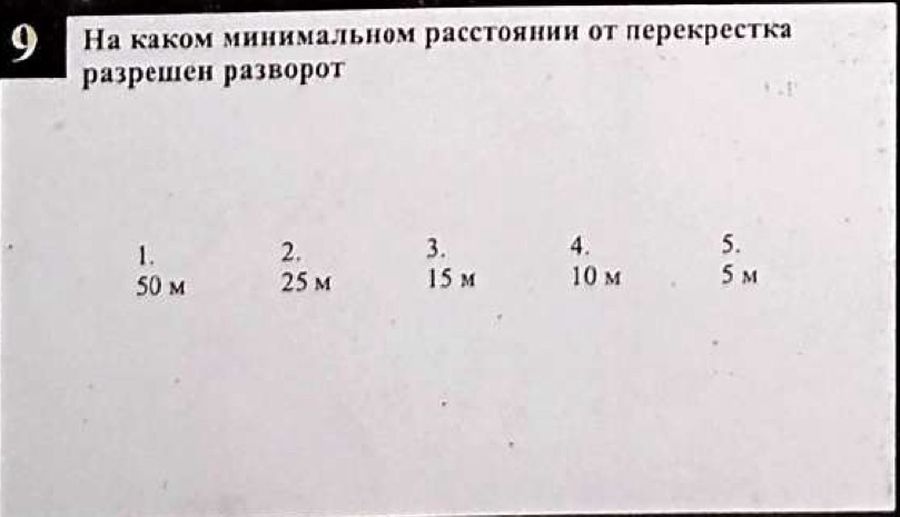 9
На каком минимальном расстоянии от перекрестка
разрешен разворот
1. 2. 3. 4. 5.
50 м 25 м 15 м 10 м 5 м